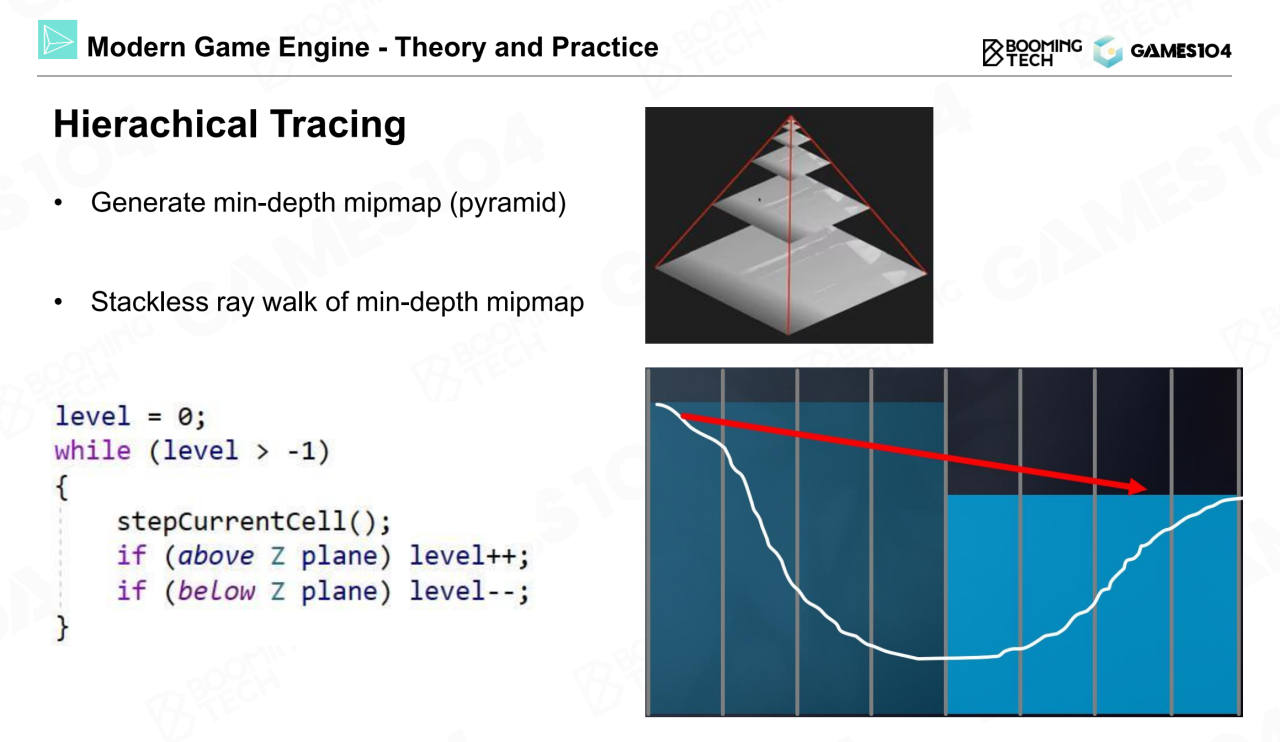 Modern Game Engine - Theory and Practice
BOOMING
TECH
GAMES104
Hierachical Tracing
• Generate min-depth mipmap (pyramid)
• Stackless ray walk of min-depth mipmap
level = 0;
while (level > -1)
{
    stepCurrentCell();
    if (above Z plane) level++;
    if (below Z plane) level--;
}